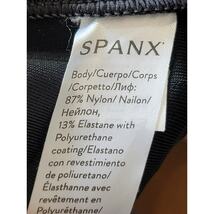 SPANX
Body/Cuerpo/Corps
/Corpetto/Лиф:
87% Nylon/ Nailon/
Нейлон,
13% Elastane with
Polyurethane
coating/Elastano
con revestimiento
de poliuretano/
Élasthanne avec
revêtement en
Polyuréthane/